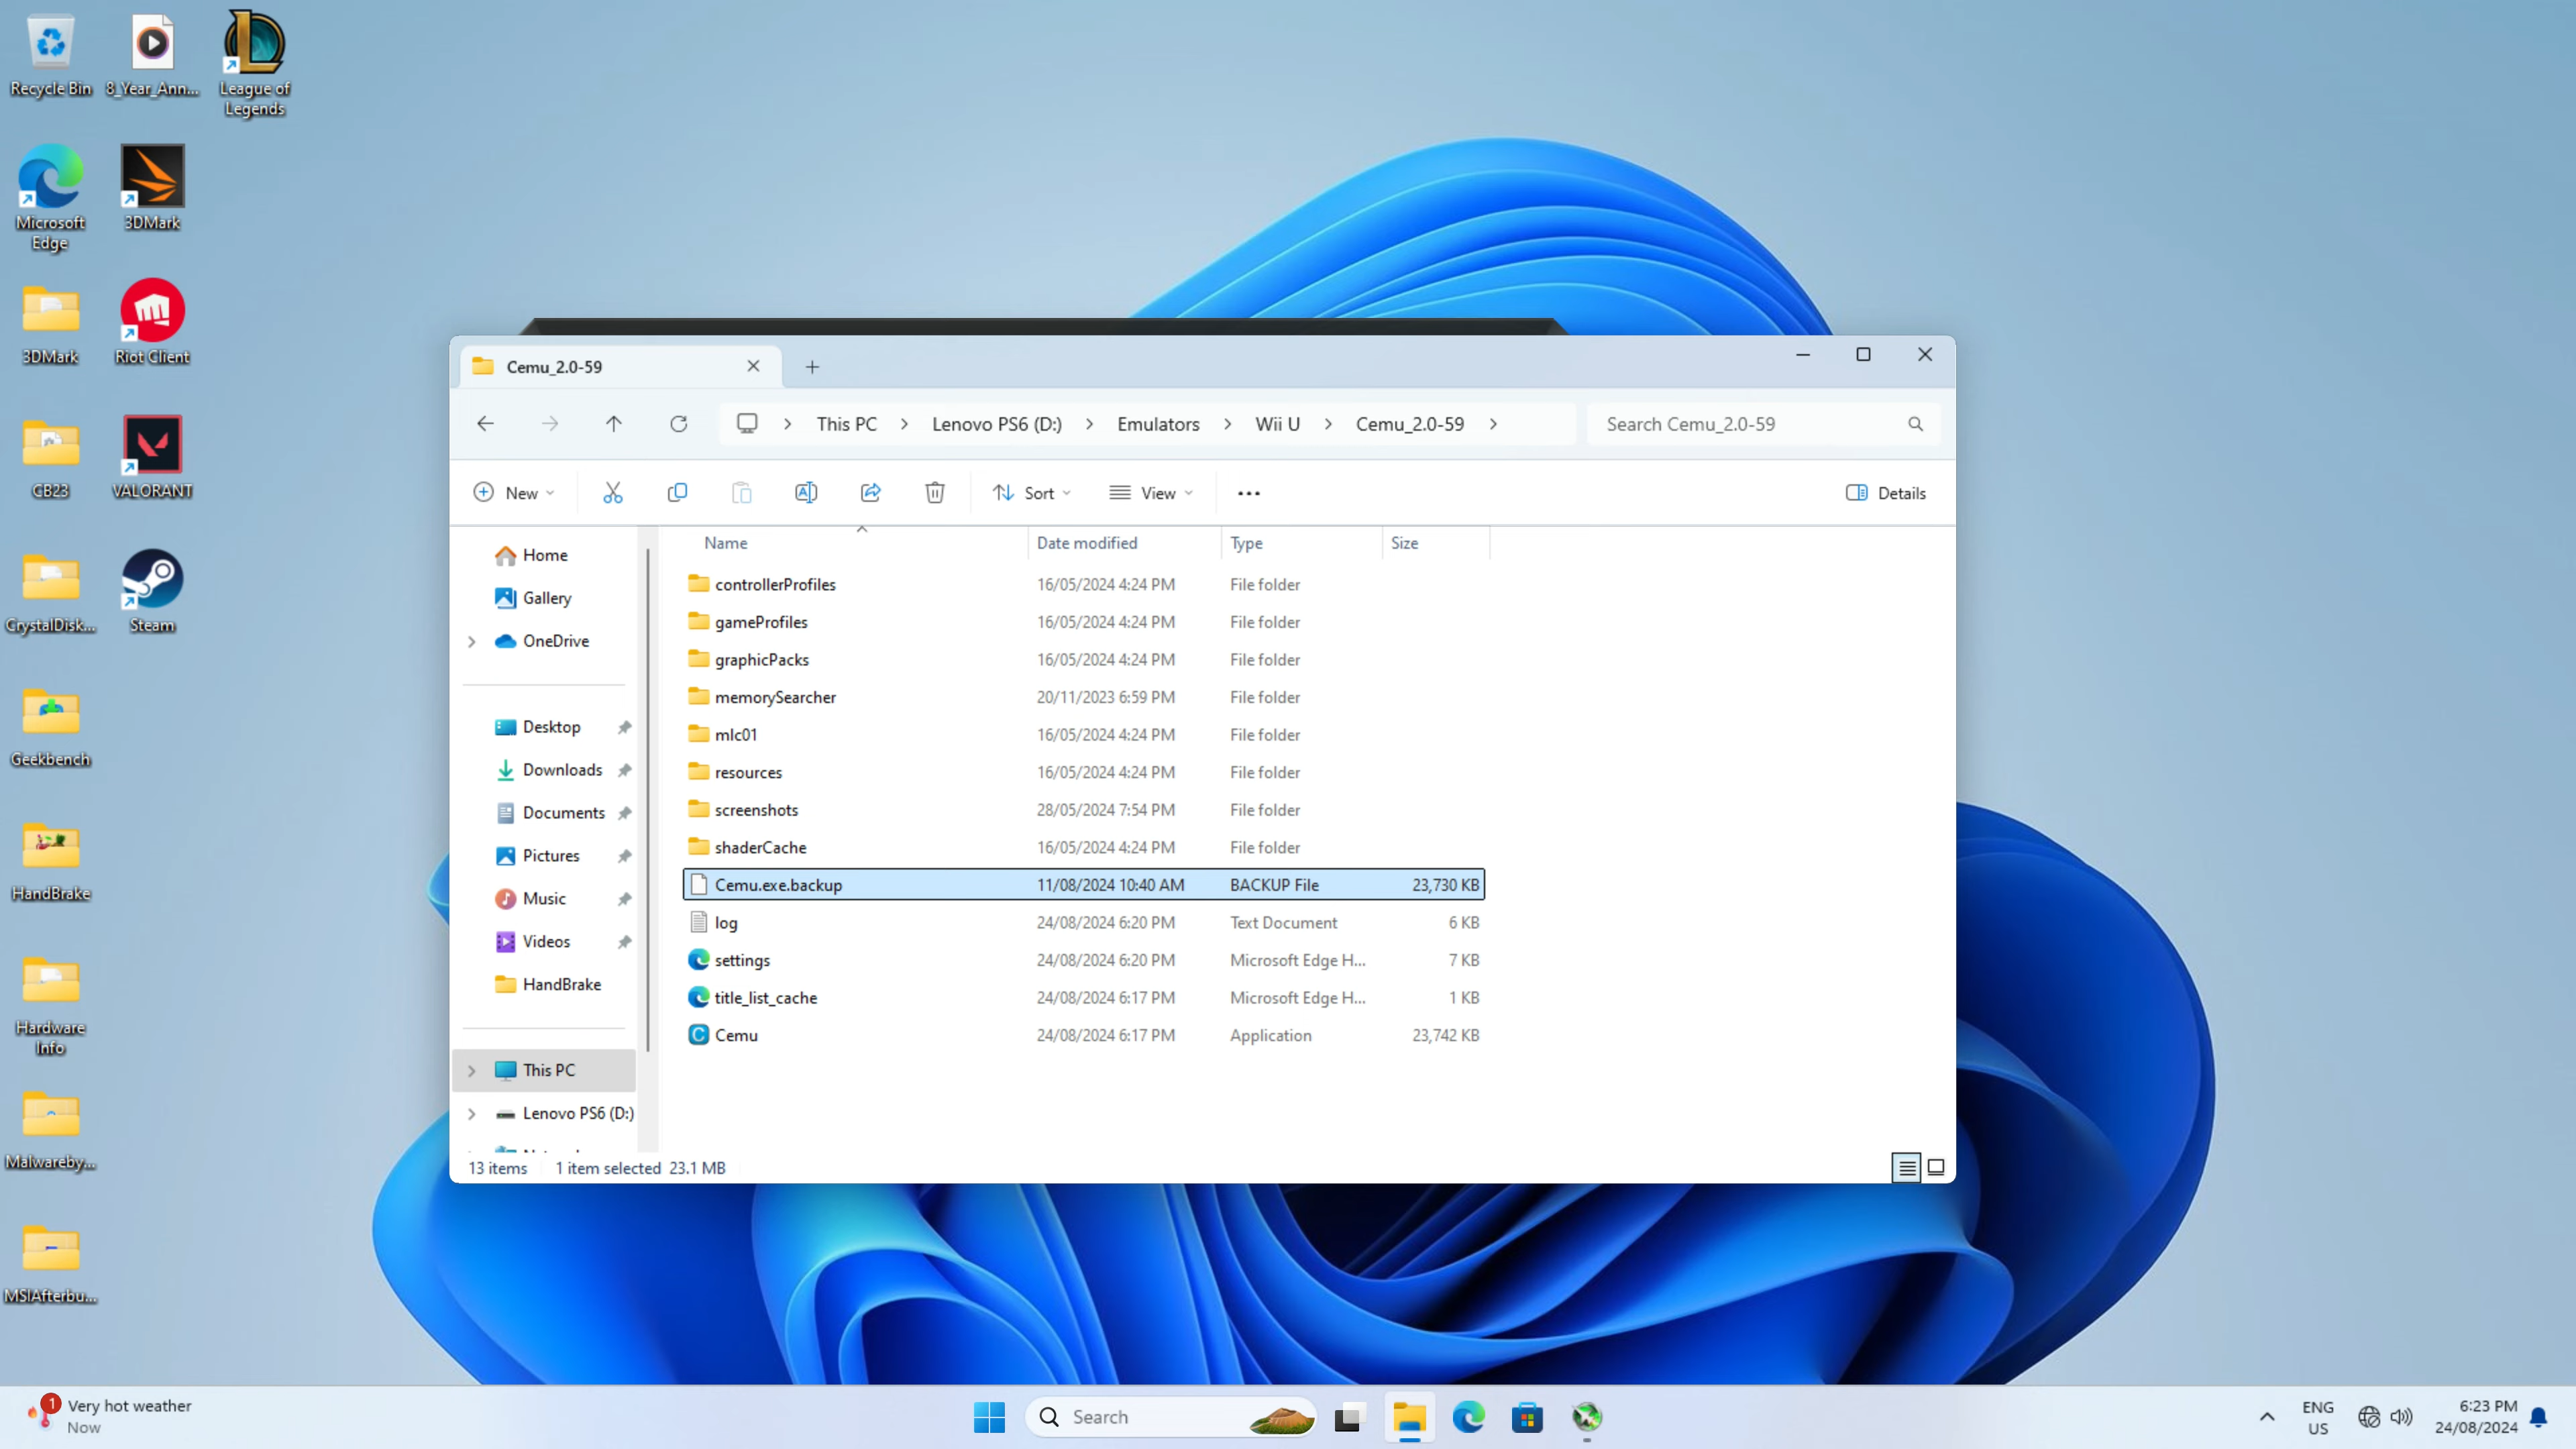 Recycle Bin
8_Year_Ann...
League of
Legends
Microsoft
Edge
3DMark
3DMark
Riot Client
CB23
VALORANT
CrystalDisk...
Steam
Geekbench
HandBrake
Hardware
Info
Malwareby...
MSIAfterbu...
Cemu_2.0-59
This PC
Lenovo PS6 (D:)
Emulators
Wii U
Cemu_2.0-59
Search Cemu_2.0-59
New
Sort
View
Details
Home
Gallery
OneDrive
Desktop
Downloads
Documents
Pictures
Music
Videos
HandBrake
This PC
Lenovo PS6 (D:)
Name Date modified Type Size
controllerProfiles 16/05/2024 4:24 PM File folder
gameProfiles 16/05/2024 4:24 PM File folder
graphicPacks 16/05/2024 4:24 PM File folder
memorySearcher 20/11/2023 6:59 PM File folder
mlc01 16/05/2024 4:24 PM File folder
resources 16/05/2024 4:24 PM File folder
screenshots 28/05/2024 7:54 PM File folder
shaderCache 16/05/2024 4:24 PM File folder
Cemu.exe.backup 11/08/2024 10:40 AM BACKUP File 23,730 KB
log 24/08/2024 6:20 PM Text Document 6 KB
settings 24/08/2024 6:20 PM Microsoft Edge H... 7 KB
title_list_cache 24/08/2024 6:17 PM Microsoft Edge H... 1 KB
Cemu 24/08/2024 6:17 PM Application 23,742 KB
13 items 1 item selected 23.1 MB
1
Very hot weather
Now
Search
ENG
US
6:23 PM
24/08/2024